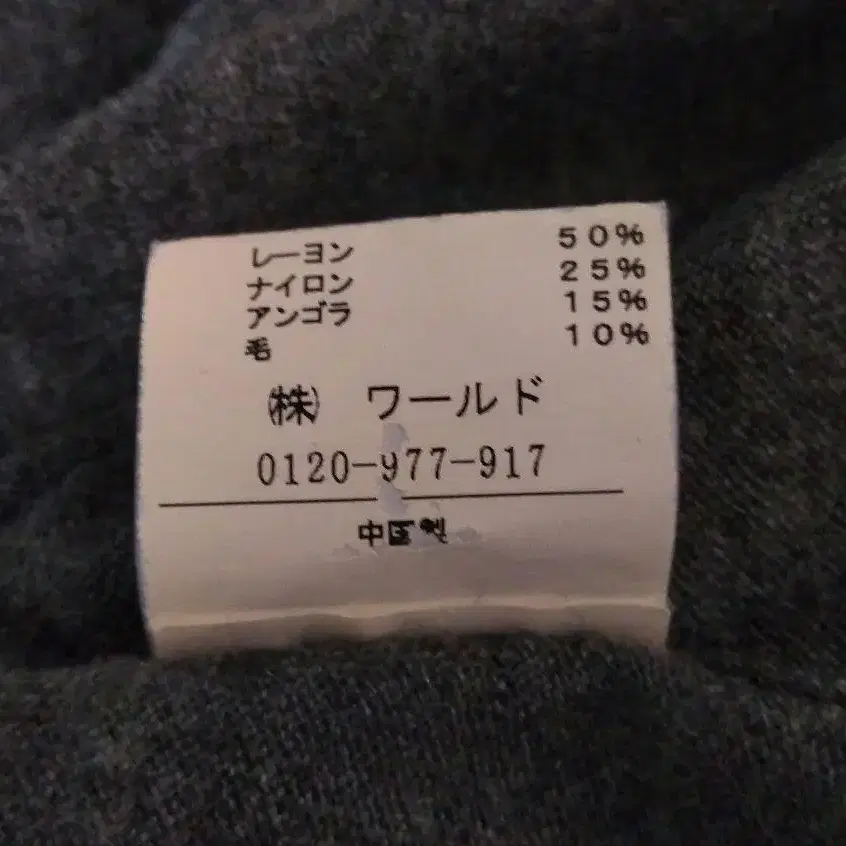 レーヨン 50%
ナイロン 25%
アンゴラ 15%
毛 10%
㈱ ワールド
0120-977-917
中国製